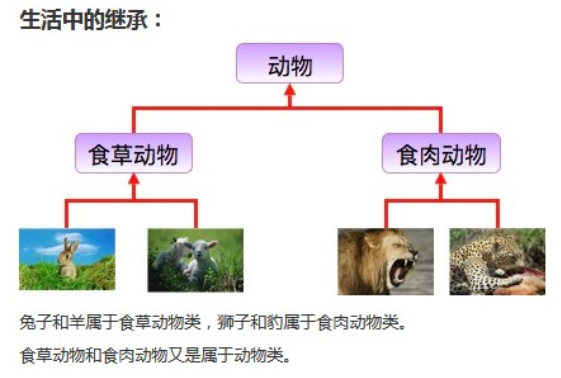 生活中的继承：
动物
食草动物
食肉动物
兔子和羊属于食草动物类，狮子和豹属于食肉动物类。
食草动物和食肉动物又是属于动物类。